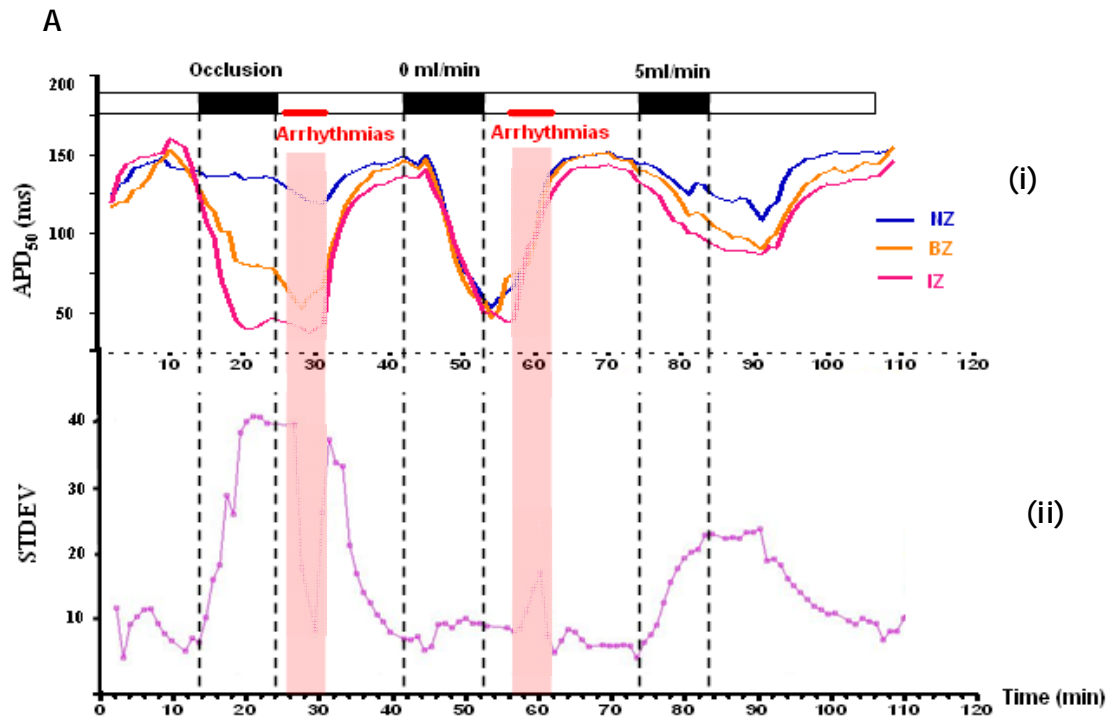 A
Occlusion 0 ml/min 5ml/min
Arrhythmias Arrhythmias
200
150
100
50
APD50 (ms)
(i)
NZ
BZ
IZ
10 20 30 40 50 60 70 80 90 100 110 120
40
30
20
10
STDEV
(ii)
0 10 20 30 40 50 60 70 80 90 100 110 120 Time (min)